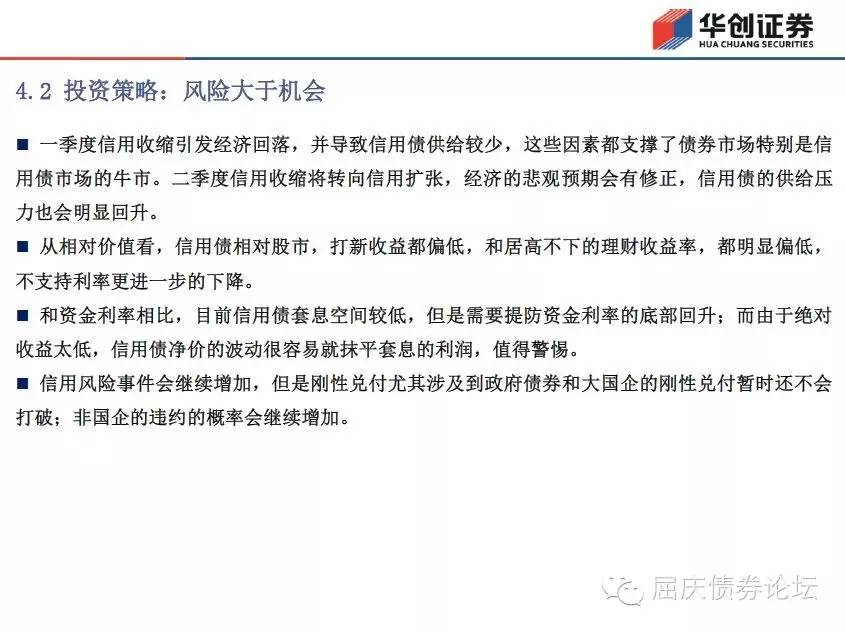 华创证券
HUA CHUANG SECURITIES
4.2 投资策略：风险大于机会
■ 一季度信用收缩引发经济回落，并导致信用债供给较少，这些因素都支撑了债券市场特别是信
用债市场的牛市。二季度信用收缩将转向信用扩张，经济的悲观预期会有修正，信用债的供给压
力也会明显回升。
■ 从相对价值看，信用债相对股市，打新收益都偏低，和居高不下的理财收益率，都明显偏低，
不支持利率更进一步的下降。
■ 和资金利率相比，目前信用债套息空间较低，但是需要提防资金利率的底部回升；而由于绝对
收益太低，信用债净价的波动很容易就抹平套息的利润，值得警惕。
■ 信用风险事件会继续增加，但是刚性兑付尤其涉及到政府债券和大国企的刚性兑付暂时还不会
打破；非国企的违约的概率会继续增加。
屈庆债券论坛